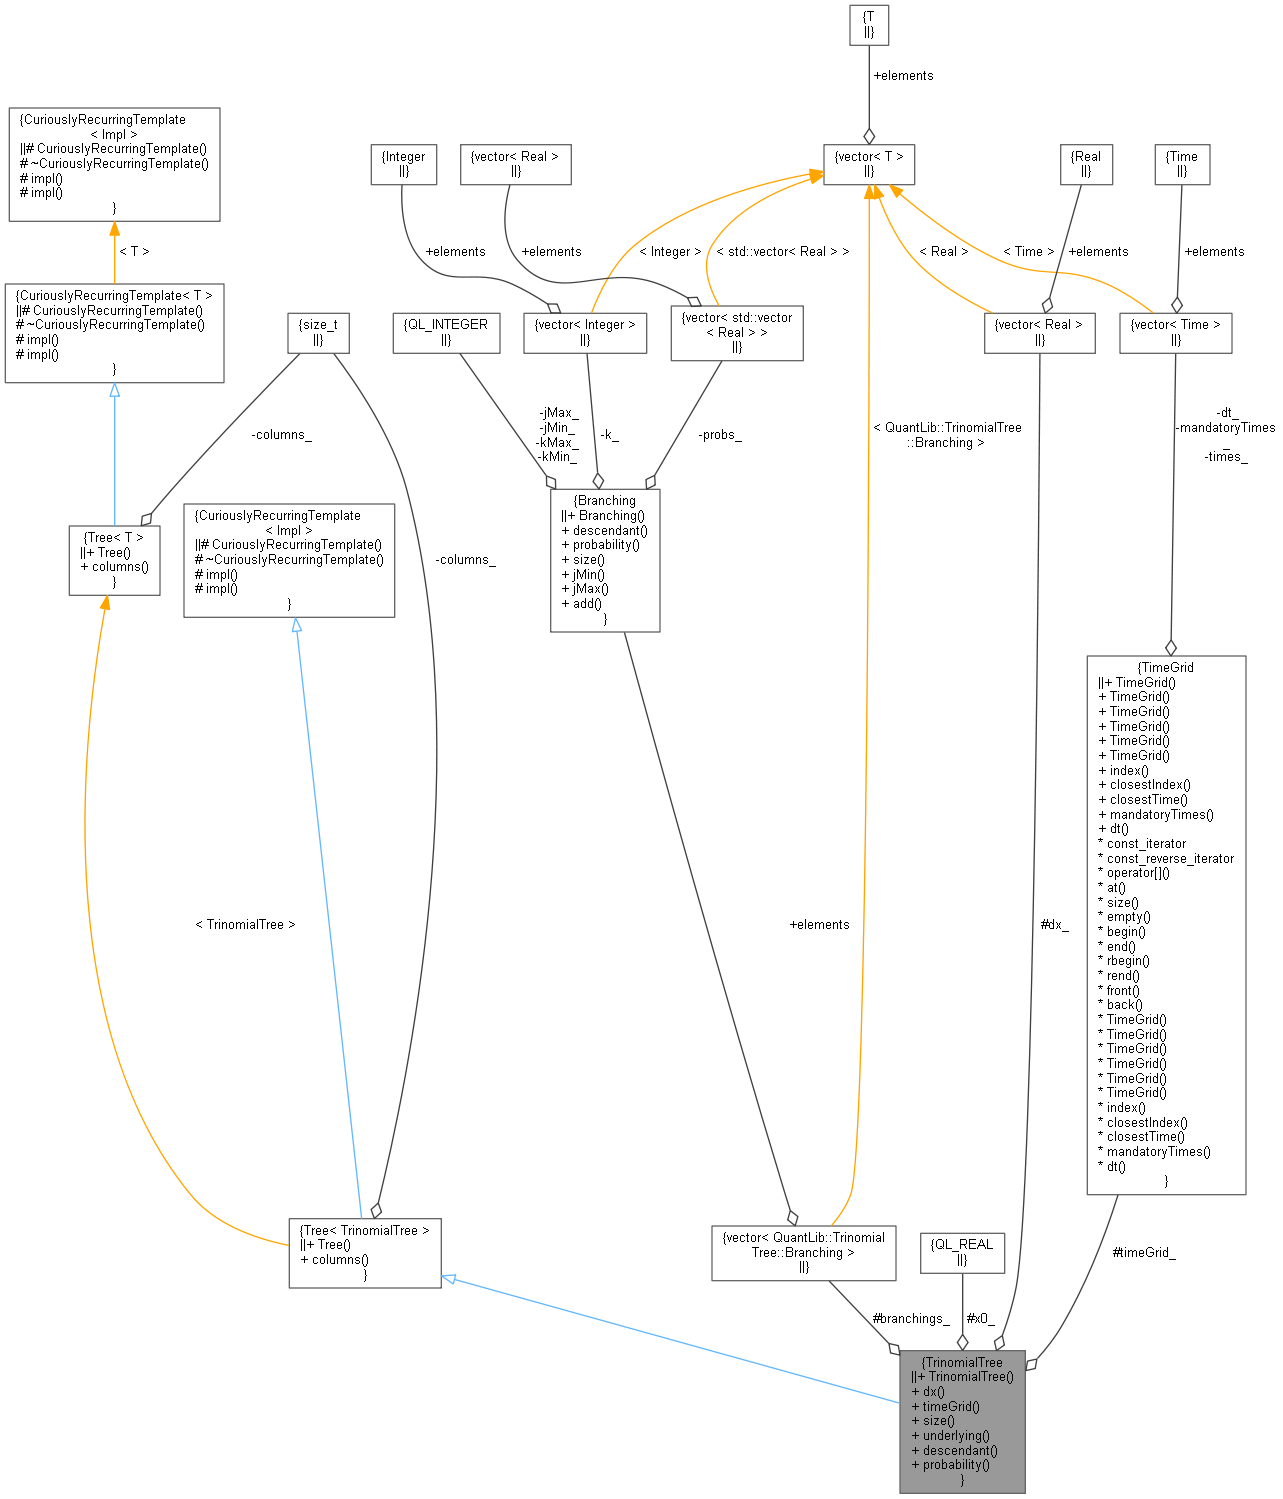 {T
||}
+elements
{CuriouslyRecurringTemplate
< Impl >
||# CuriouslyRecurringTemplate()
# ~CuriouslyRecurringTemplate()
# impl()
# impl()
}
{Integer
||}
{vector< Real >
||}
{vector< T >
||}
{Real
||}
{Time
||}
< T >
+elements
+elements
< Integer >
< std::vector< Real > >
< Real >
< Time >
+elements
+elements
{CuriouslyRecurringTemplate< T >
||# CuriouslyRecurringTemplate()
# ~CuriouslyRecurringTemplate()
# impl()
# impl()
}
{size_t
||}
{QL_INTEGER
||}
{vector< Integer >
||}
{vector< std::vector
< Real > >
||}
{vector< Real >
||}
{vector< Time >
||}
-columns_
-jMax_
-jMin_
-kMax_
-kMin_
-k_
-probs_
< QuantLib::TrinomialTree
::Branching >
-dt_
-mandatoryTimes
_
-times_
{Tree< T >
||+ Tree()
+ columns()
}
{CuriouslyRecurringTemplate
< Impl >
||# CuriouslyRecurringTemplate()
# ~CuriouslyRecurringTemplate()
# impl()
# impl()
}
-columns_
{Branching
||+ Branching()
+ descendant()
+ probability()
+ size()
+ jMin()
+ jMax()
+ add()
}
{TimeGrid
||+ TimeGrid()
+ TimeGrid()
+ TimeGrid()
+ TimeGrid()
+ TimeGrid()
+ TimeGrid()
+ index()
+ closestIndex()
+ closestTime()
+ mandatoryTimes()
+ dt()
* const_iterator
* const_reverse_iterator
* operator[]()
* at()
* size()
* empty()
* begin()
* end()
* rbegin()
* rend()
* front()
* back()
* TimeGrid()
* TimeGrid()
* TimeGrid()
* TimeGrid()
* TimeGrid()
* TimeGrid()
* index()
* closestIndex()
* closestTime()
* mandatoryTimes()
* dt()
}
< TrinomialTree >
+elements
#dx_
{Tree< TrinomialTree >
||+ Tree()
+ columns()
}
{vector< QuantLib::Trinomial
Tree::Branching >
||}
{QL_REAL
||}
#timeGrid_
#branchings_
#x0_
{TrinomialTree
||+ TrinomialTree()
+ dx()
+ timeGrid()
+ size()
+ underlying()
+ descendant()
+ probability()
}